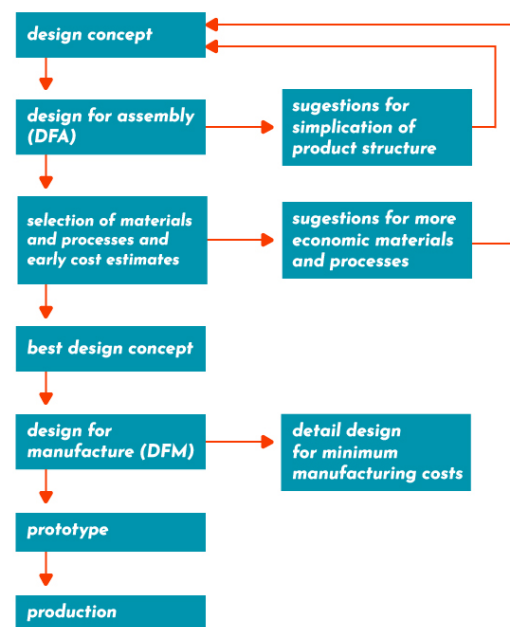 design concept
design for assembly
(DFA)
sugestions for
simplication of
product structure
selection of materials
and processes and
early cost estimates
sugestions for more
economic materials
and processes
best design concept
design for
manufacture (DFM)
detail design
for minimum
manufacturing costs
prototype
production